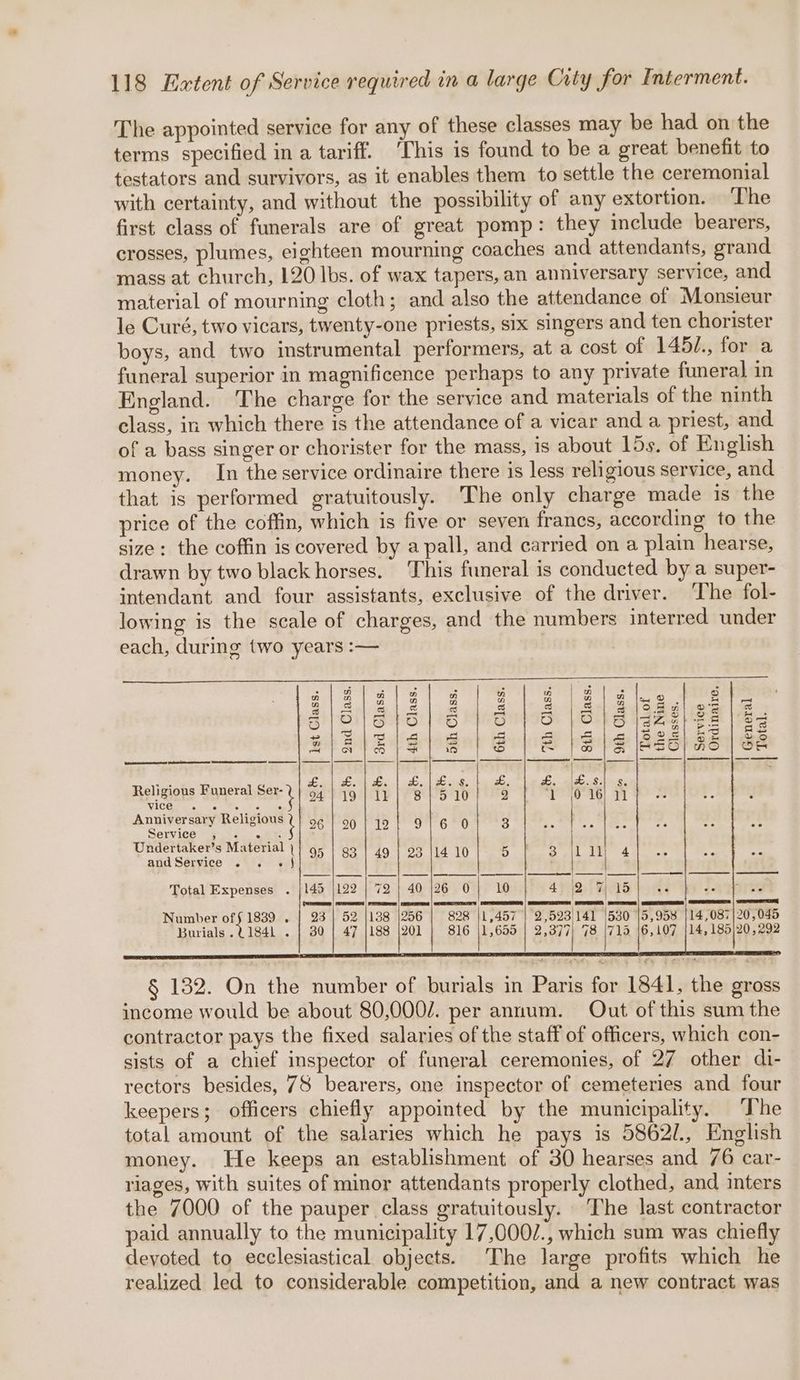 118 Extent of Service required in a large City for Interment.
The appointed service for any of these classes may be had on the
terms specified in a tariff. This is found to be a great benefit to
testators and survivors, as it enables them to settle the ceremonial
with certainty, and without the possibility of any extortion. The
first class of funerals are of great pomp: they include bearers,
crosses, plumes, eighteen mourning coaches and attendants, grand
mass at church, 120 lbs. of wax tapers, an anniversary service, and
material of mourning cloth; and also the attendance of Monsieur
le Curé, two vicars, twenty-one priests, six singers and ten chorister
boys, and two instrumental performers, at a cost of 145l., for a
funeral superior in magnificence perhaps to any private funeral in
England. The charge for the service and materials of the ninth
class, in which there is the attendance of a vicar and a priest, and
of a bass singer or chorister for the mass, is about 15s. of English
money. In the service ordinaire there is less religious service, and
that is performed gratuitously. The only charge made is the
price of the coffin, which is five or seven francs, according to the
size: the coffin is covered by a pall, and carried on a plain hearse,
drawn by two black horses. This funeral is conducted by a super-
intendant and four assistants, exclusive of the driver. The fol-
lowing is the scale of charges, and the numbers interred under
each, during two years:—
1st Class. 2nd Class. 3rd Class. 4th Class. 5th Class. 6th Class. 7th Class. 8th Class. 9th Class. Total of the Nine Classes. Service Ordinaire. General Total.
£. £. £. £. £. s. £. £. £. s. s.
Religious Funeral Ser-vice . . . . . 24 19 11 8 5 10 2 1 0 16 11 .. .. ..
Anniversary Religious Service , . . . 26 20 12 9 6 0 3 .. .. .. .. .. ..
Undertaker's Material and Service . . . 95 83 49 23 14 10 5 3 1 11 4 .. .. ..
Total Expenses . 145 122 72 40 26 0 10 4 2 7 15 .. .. ..
Number of { 1839 . 23 52 138 256 828 1,457 2,523 141 530 5,958 14,087 20,045
Burials . { 1841 . 30 47 188 201 816 1,655 2,377 78 715 6,107 14,185 20,292
§ 132. On the number of burials in Paris for 1841, the gross
income would be about 80,000l. per annum. Out of this sum the
contractor pays the fixed salaries of the staff of officers, which con-
sists of a chief inspector of funeral ceremonies, of 27 other di-
rectors besides, 78 bearers, one inspector of cemeteries and four
keepers; officers chiefly appointed by the municipality. The
total amount of the salaries which he pays is 5862l., English
money. He keeps an establishment of 30 hearses and 76 car-
riages, with suites of minor attendants properly clothed, and inters
the 7000 of the pauper class gratuitously. The last contractor
paid annually to the municipality 17,000l., which sum was chiefly
devoted to ecclesiastical objects. The large profits which he
realized led to considerable competition, and a new contract was